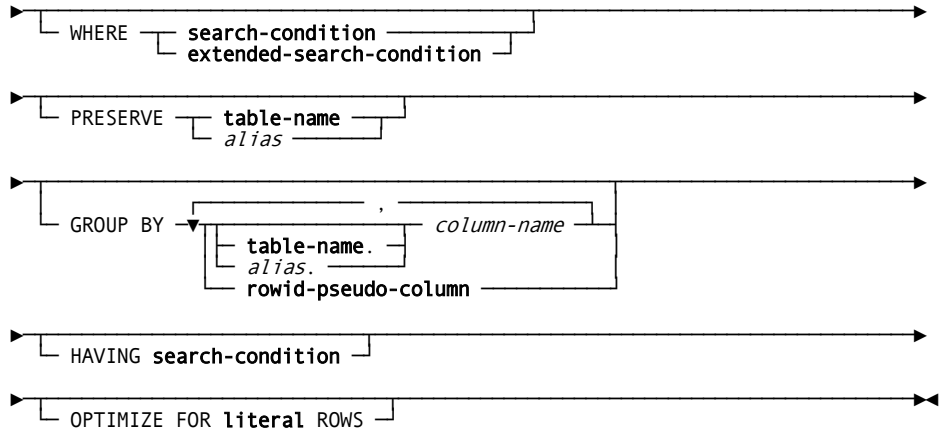 WHERE search-condition
extended-search-condition
PRESERVE table-name
alias
,
GROUP BY column-name
table-name.
alias.
rowid-pseudo-column
HAVING search-condition
OPTIMIZE FOR literal ROWS